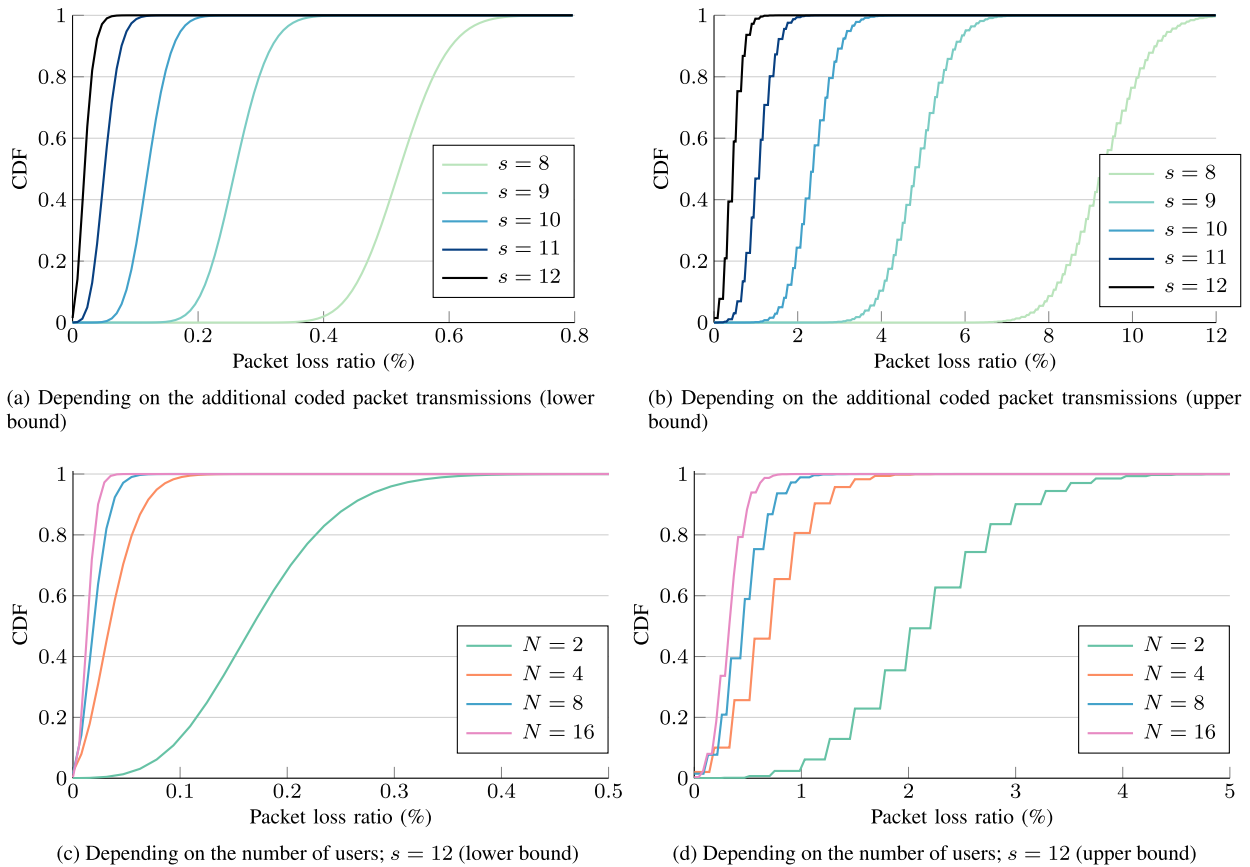 1
0.8
0.6
0.4
0.2
0
CDF
0 0.2 0.4 0.6 0.8
Packet loss ratio (%)
s = 8
s = 9
s = 10
s = 11
s = 12
(a) Depending on the additional coded packet transmissions (lower
bound)
1
0.8
0.6
0.4
0.2
0
CDF
0 2 4 6 8 10 12
Packet loss ratio (%)
s = 8
s = 9
s = 10
s = 11
s = 12
(b) Depending on the additional coded packet transmissions (upper
bound)
1
0.8
0.6
0.4
0.2
0
CDF
0 0.1 0.2 0.3 0.4 0.5
Packet loss ratio (%)
N = 2
N = 4
N = 8
N = 16
(c) Depending on the number of users; s = 12 (lower bound)
1
0.8
0.6
0.4
0.2
0
CDF
0 1 2 3 4 5
Packet loss ratio (%)
N = 2
N = 4
N = 8
N = 16
(d) Depending on the number of users; s = 12 (upper bound)